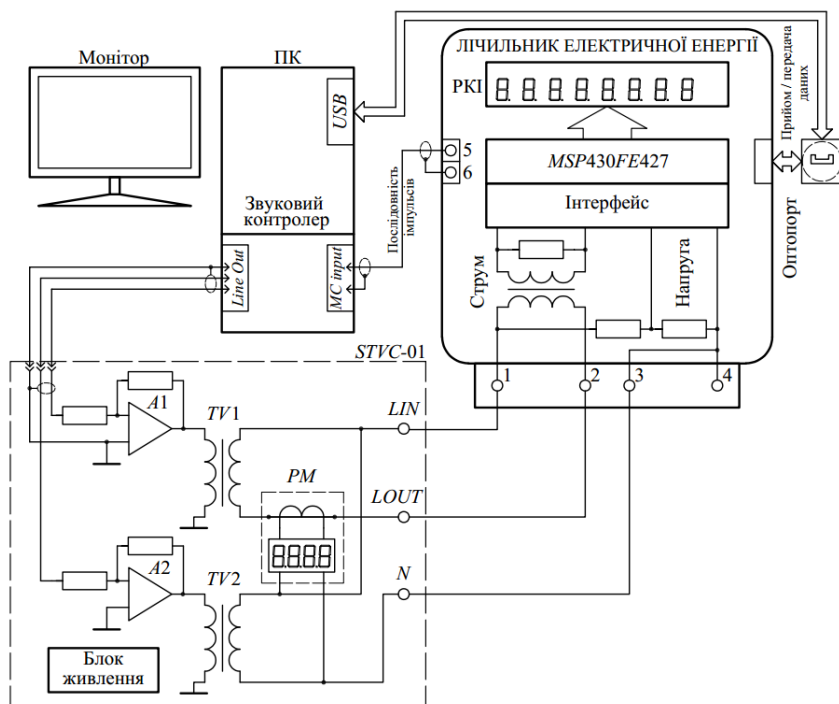 Монітор
ПК
USB
Звуковий
контролер
Line Out
MC input
Послідовність
імпульсів
ЛІЧИЛЬНИК ЕЛЕКТРИЧНОЇ ЕНЕРГІЇ
РКІ
8.8.8.8.8.8.8.8
5
6
MSP430FE427
Інтерфейс
Струм
Напруга
Прийом / передача
даних
Оптопорт
1
2
3
4
STVC-01
A1
TV1
LIN
PM
LOUT
8.8.8.8
A2
TV2
N
Блок
живлення